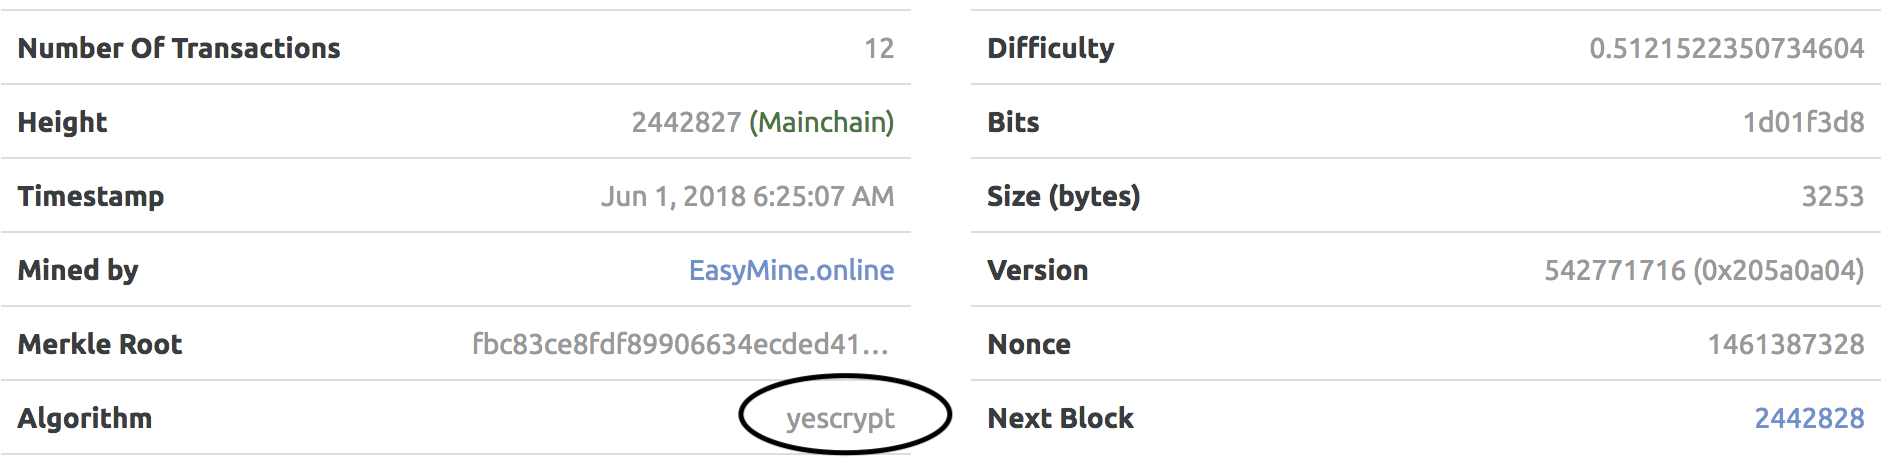 Number Of Transactions 12
Height 2442827 (Mainchain)
Timestamp Jun 1, 2018 6:25:07 AM
Mined by EasyMine.online
Merkle Root fbc83ce8fdf89906634ecded41...
Algorithm yescrypt
Difficulty 0.5121522350734604
Bits 1d01f3d8
Size (bytes) 3253
Version 542771716 (0x205a0a04)
Nonce 1461387328
Next Block 2442828